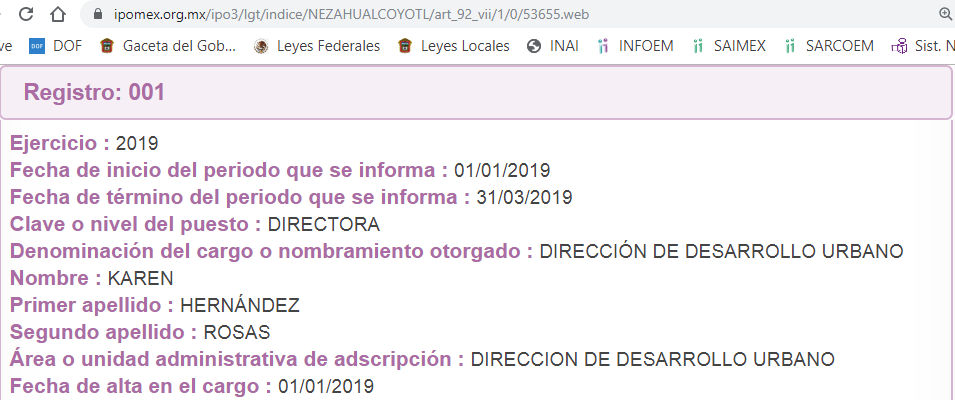 ipomex.org.mx/ipo3/lgt/indice/NEZAHUALCOYOTL/art_92_vii/1/0/53655.web
ve DOF Gaceta del Gob... Leyes Federales Leyes Locales INAI INFOEM SAIMEX SARCOEM Sist. N
Registro: 001
Ejercicio : 2019
Fecha de inicio del periodo que se informa : 01/01/2019
Fecha de término del periodo que se informa : 31/03/2019
Clave o nivel del puesto : DIRECTORA
Denominación del cargo o nombramiento otorgado : DIRECCIÓN DE DESARROLLO URBANO
Nombre : KAREN
Primer apellido : HERNÁNDEZ
Segundo apellido : ROSAS
Área o unidad administrativa de adscripción : DIRECCION DE DESARROLLO URBANO
Fecha de alta en el cargo : 01/01/2019